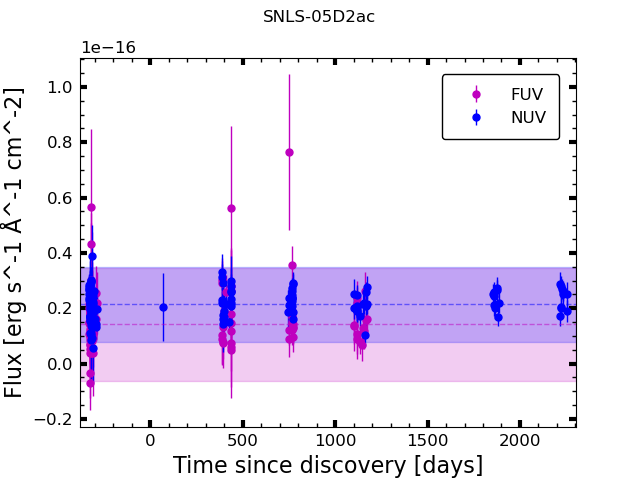 SNLS-05D2ac
1e−16
Flux [erg s^-1 Å^-1 cm^-2]
1.0
0.8
0.6
0.4
0.2
0.0
−0.2
FUV
NUV
0 500 1000 1500 2000
Time since discovery [days]